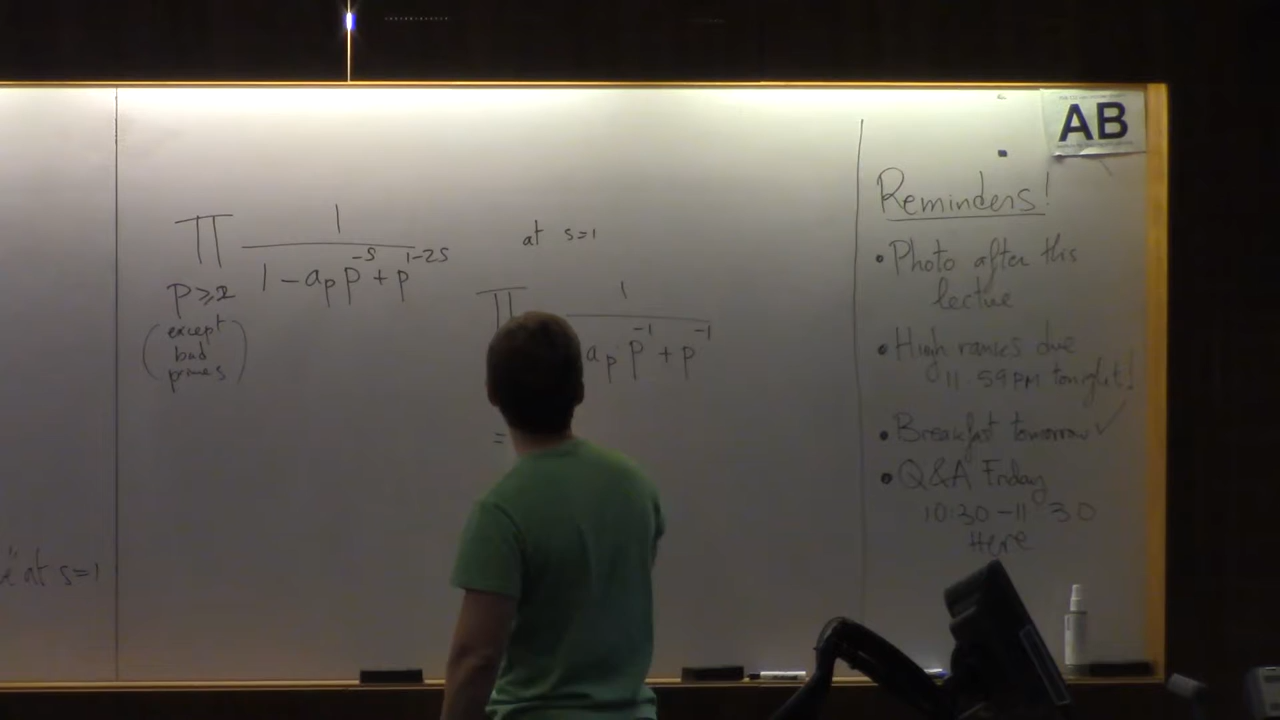 ∏ 1 / (1 - a_p p^{-s} + p^{1-2s})
p ≥ 2
(except
bad
primes)
at s=1
∏ 1 / a_p p^{-1} + p^{-1}
=
at s=1
Reminders!
• Photo after this
lecture
• High ranks due
11 59PM tonight!
• Breakfast tomorrow ✓
• Q&A Friday
10:30-11 30
Here
AB